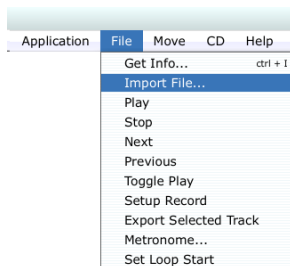 Application File Move CD Help
Get Info... ctrl + I
Import File...
Play
Stop
Next
Previous
Toggle Play
Setup Record
Export Selected Track
Metronome...
Set Loop Start